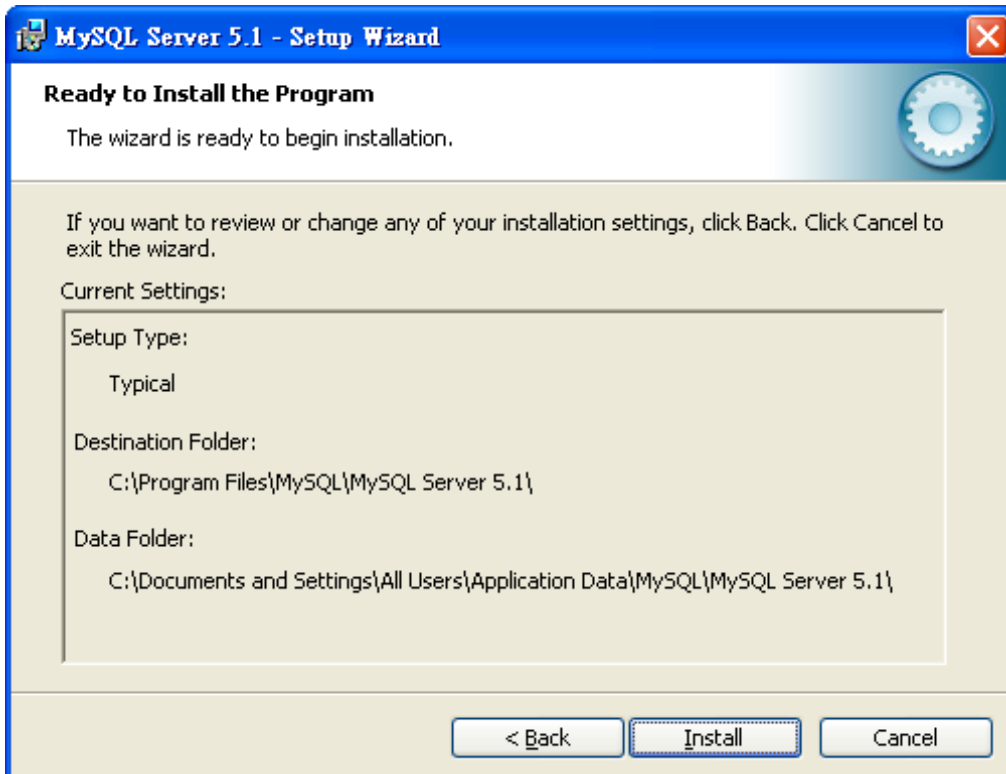 MySQL Server 5.1 - Setup Wizard
Ready to Install the Program
The wizard is ready to begin installation.
If you want to review or change any of your installation settings, click Back. Click Cancel to
exit the wizard.
Current Settings:
Setup Type:
Typical
Destination Folder:
C:\Program Files\MySQL\MySQL Server 5.1\
Data Folder:
C:\Documents and Settings\All Users\Application Data\MySQL\MySQL Server 5.1\
< Back Install Cancel